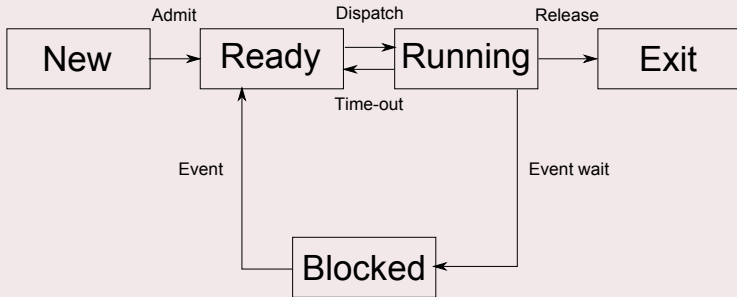 Admit
Dispatch
Release
New
Ready
Running
Exit
Time-out
Event
Event wait
Blocked